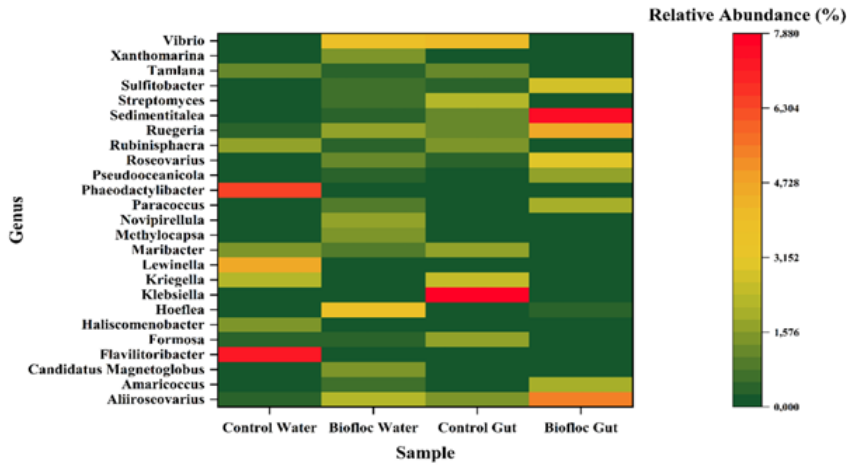 Relative Abundance (%)
Vibrio
Xanthomarina
Tamlana
Sulfitobacter
Streptomyces
Sedimentitalea
Ruegeria
Rubinisphaera
Roseovarius
Pseudooceanicola
Phaeodactylibacter
Paracoccus
Novipirellula
Methylocapsa
Maribacter
Lewinella
Kriegella
Klebsiella
Hoeflea
Haliscomenobacter
Formosa
Flavilitoribacter
Candidatus Magnetoglobus
Amaricoccus
Aliiroseovarius
Genus
7,880
6,304
4,728
3,152
1,576
0,000
Control Water Biofloc Water Control Gut Biofloc Gut
Sample